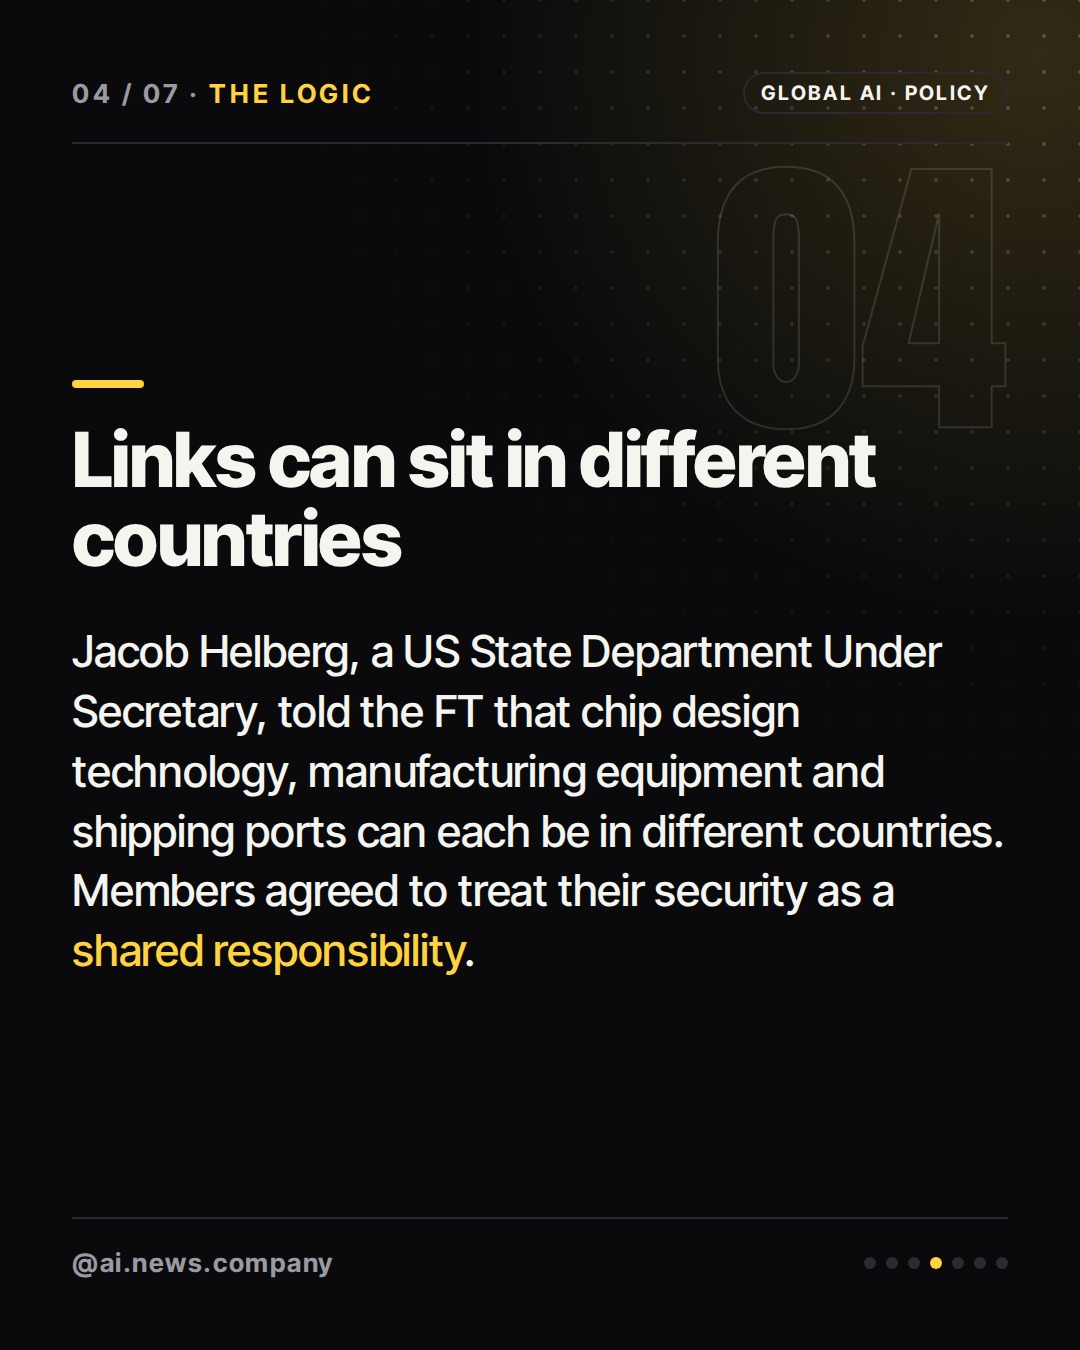 04 / 07 · THE LOGIC
GLOBAL AI · POLICY
04
Links can sit in different
countries
Jacob Helberg, a US State Department Under
Secretary, told the FT that chip design
technology, manufacturing equipment and
shipping ports can each be in different countries.
Members agreed to treat their security as a
shared responsibility.
@ai.news.company